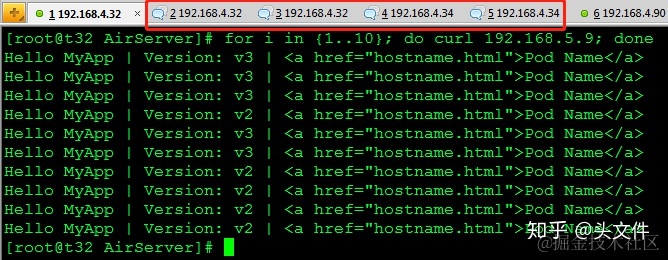 1 192.168.4.32 2 192.168.4.32 3 192.168.4.32 4 192.168.4.34 5 192.168.4.34 6 192.168.4.90
[root@t32 AirServer]# for i in {1..10}; do curl 192.168.5.9; done
Hello MyApp | Version: v3 | <a href="hostname.html">Pod Name</a>
Hello MyApp | Version: v3 | <a href="hostname.html">Pod Name</a>
Hello MyApp | Version: v3 | <a href="hostname.html">Pod Name</a>
Hello MyApp | Version: v2 | <a href="hostname.html">Pod Name</a>
Hello MyApp | Version: v3 | <a href="hostname.html">Pod Name</a>
Hello MyApp | Version: v3 | <a href="hostname.html">Pod Name</a>
Hello MyApp | Version: v2 | <a href="hostname.html">Pod Name</a>
Hello MyApp | Version: v2 | <a href="hostname.html">Pod Name</a>
Hello MyApp | Version: v2 | <a href="hostname.html">Pod Name</a>
Hello MyApp | Version: v2 | <a href="hostname.html">Pod Name</a>
[root@t32 AirServer]#
知乎 @头文件
@掘金技术社区